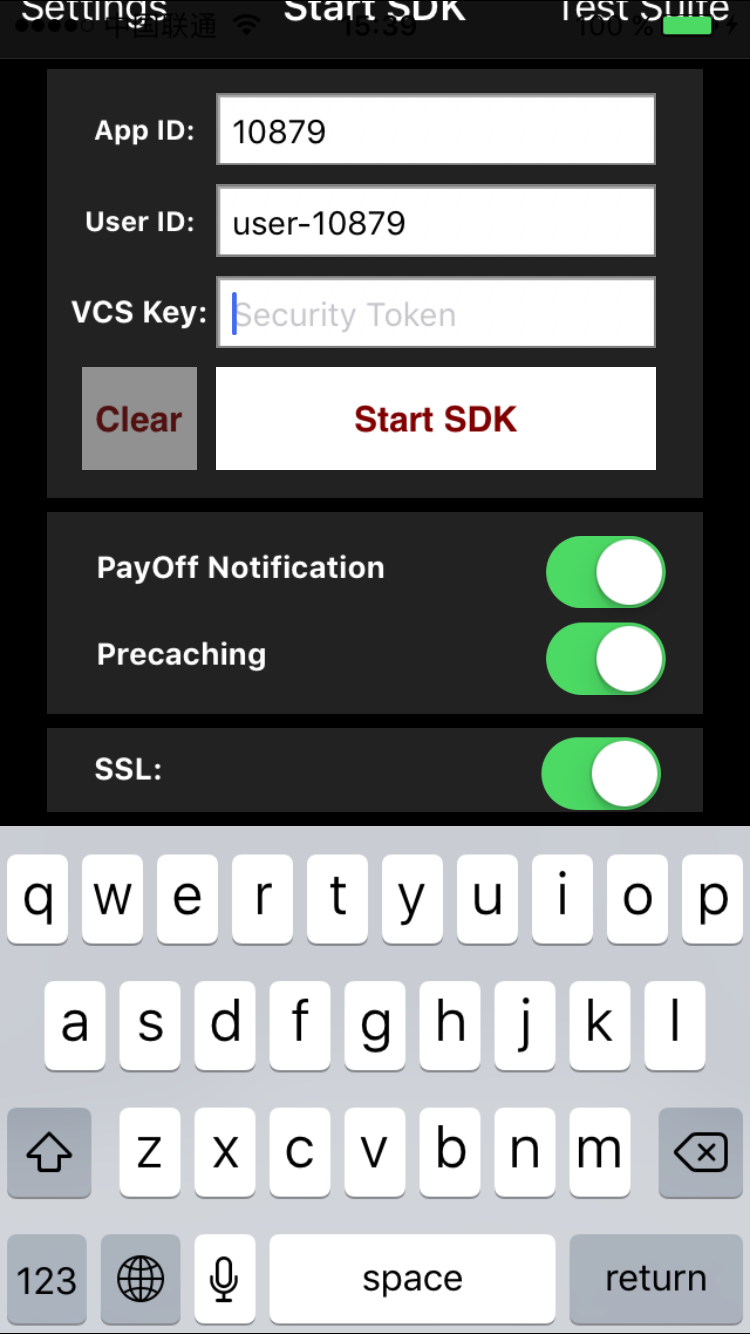 Settings Start SDK Test Suite
中国联通 15:39 100 %
App ID: 10879
User ID: user-10879
VCS Key: Security Token
Clear Start SDK
PayOff Notification
Precaching
SSL:
q w e r t y u i o p
a s d f g h j k l
z x c v b n m
123 space return